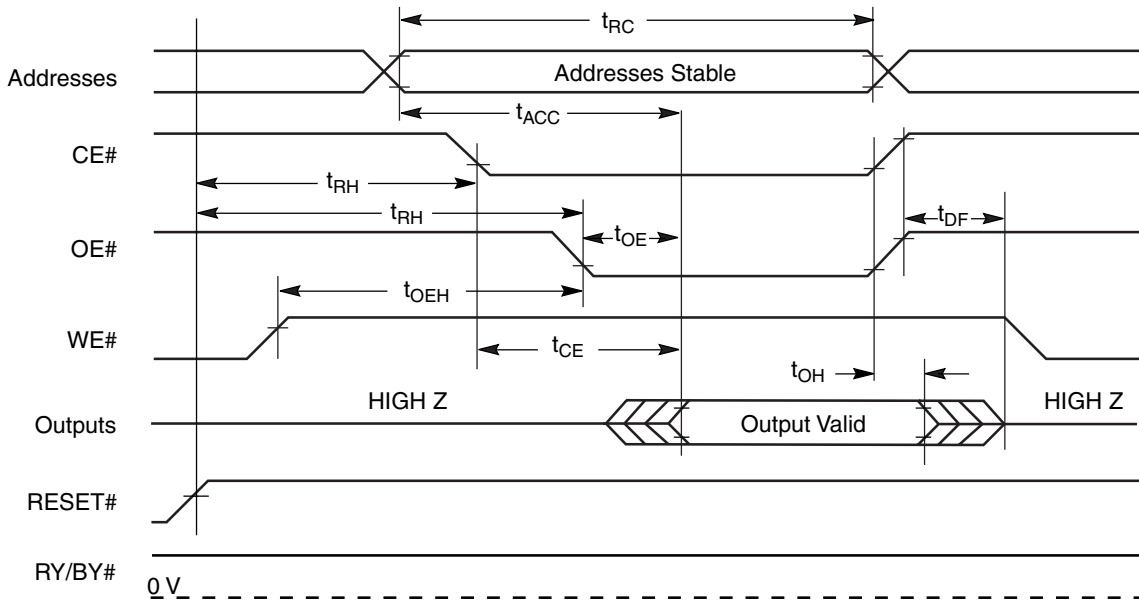 tRC
Addresses
Addresses Stable
tACC
CE#
tRH
tRH
tDF
OE#
tOE
tOEH
WE#
tCE
tOH
HIGH Z
HIGH Z
Outputs
Output Valid
RESET#
RY/BY#
0 V